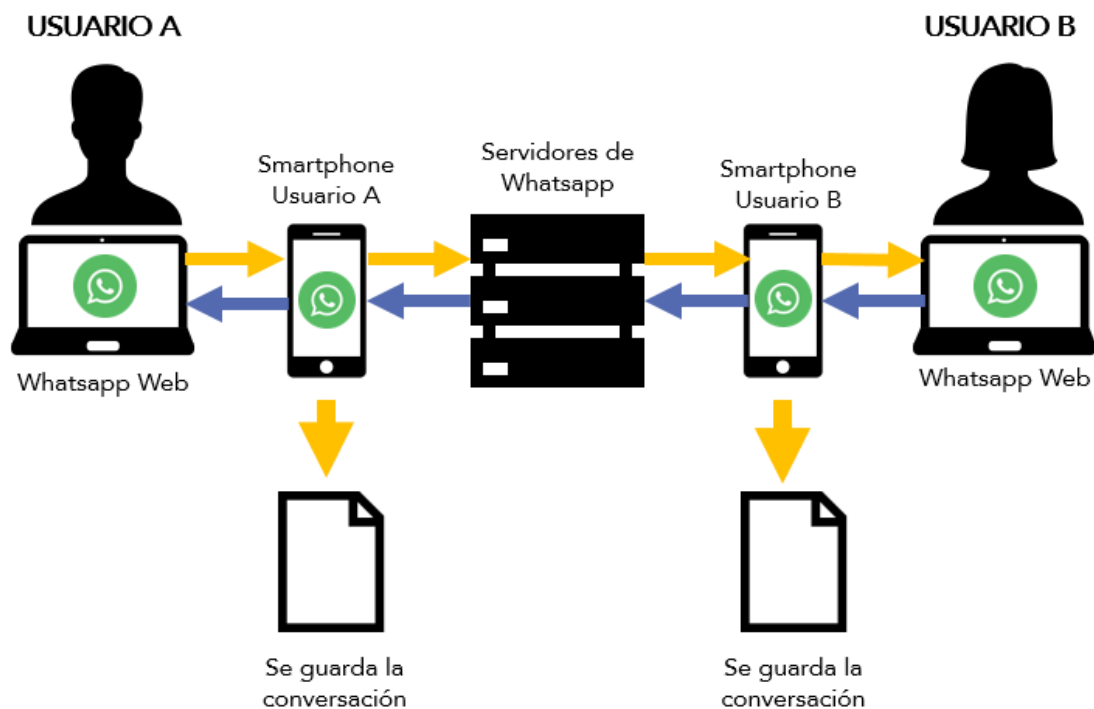 USUARIO A
USUARIO B
Smartphone
Usuario A
Servidores de
Whatsapp
Smartphone
Usuario B
Whatsapp Web
Whatsapp Web
Se guarda la
conversación
Se guarda la
conversación